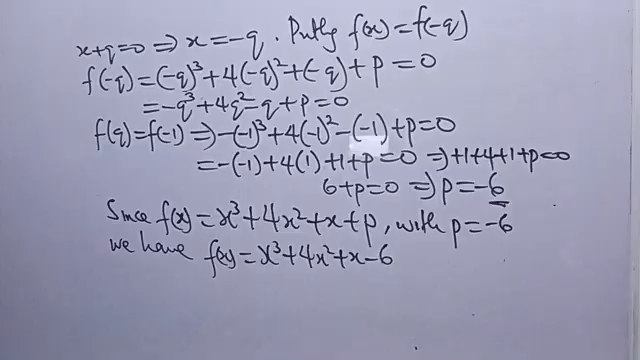 x+q=0 ⇒ x=-q. Putting f(x)=f(-q)
f(-q)=(-q)³+4(-q)²+(-q)+p=0
=-q³+4q²-q+p=0
f(q)=f(-1) ⇒ -(-1)³+4(-1)²-(-1)+p=0
=-(-1)+4(1)+1+p=0 ⇒ +1+4+1+p=0
6+p=0 ⇒ p=-6
Since f(x)=x³+4x²+x+p, with p=-6
we have f(x)=x³+4x²+x-6